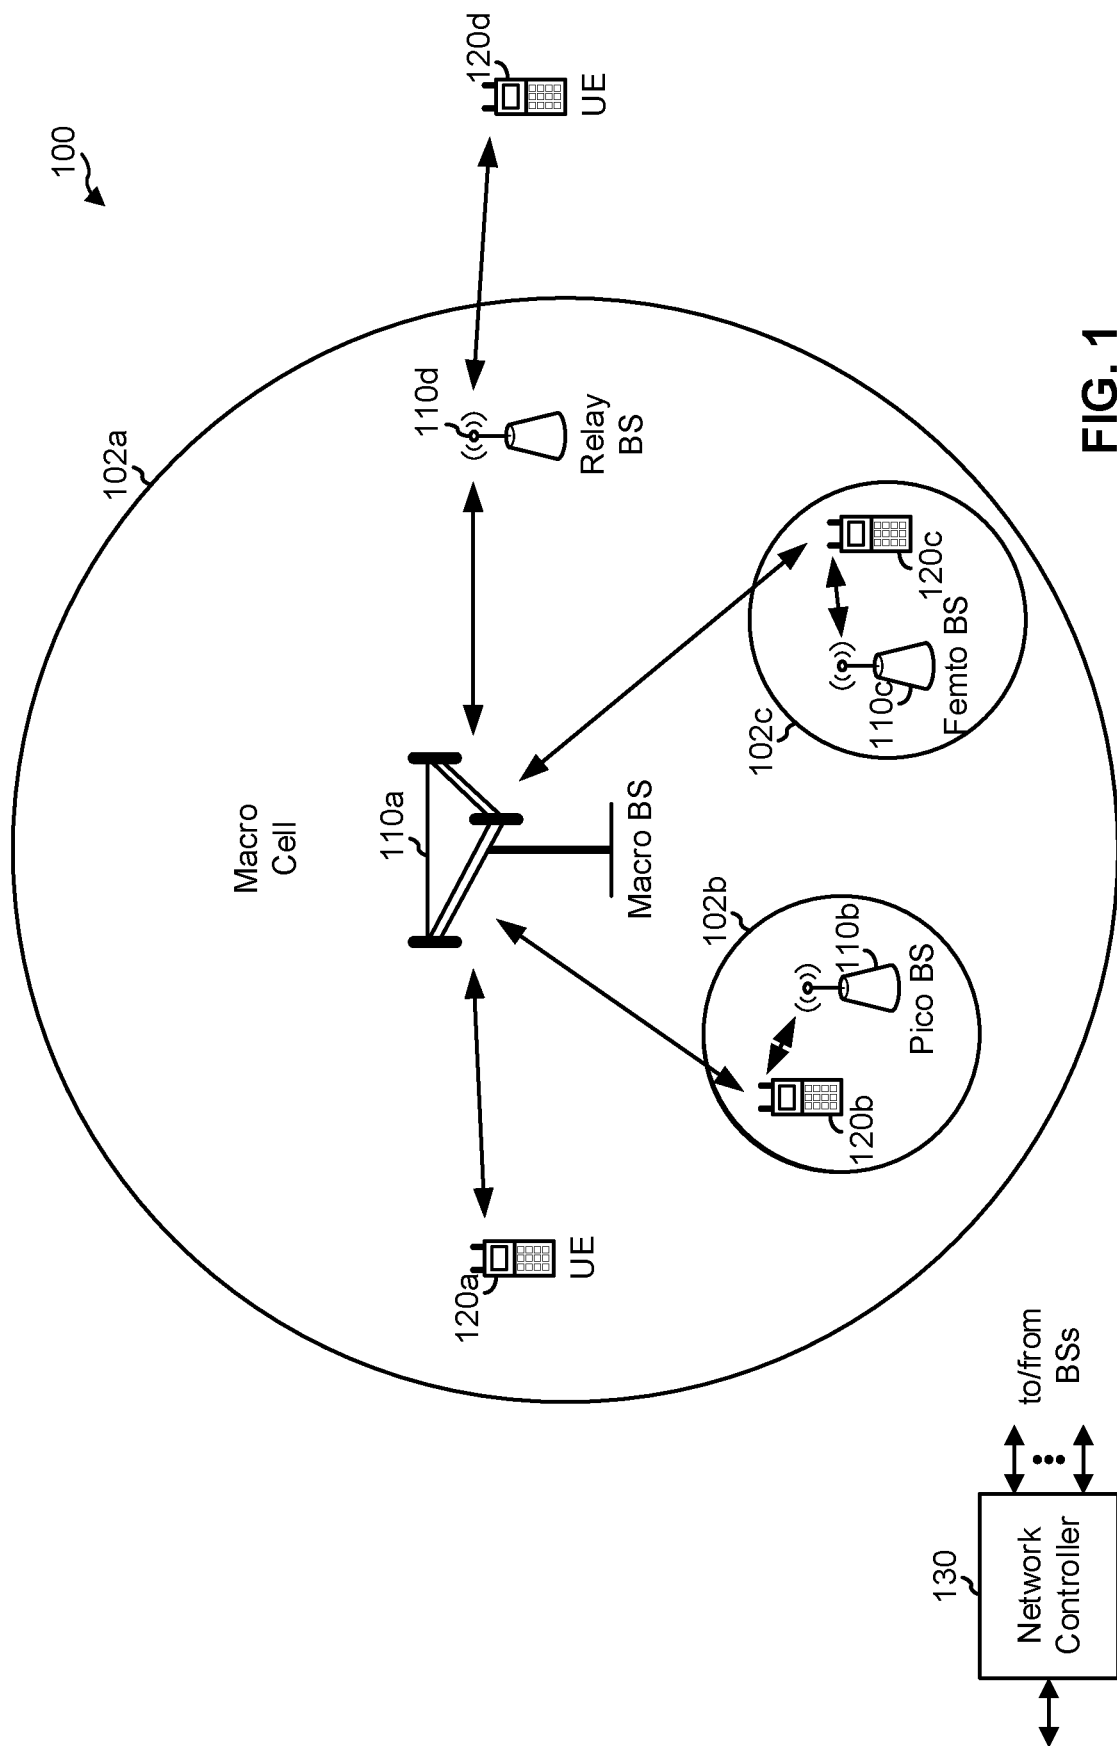 100
102a
Macro
Cell
110a
110d
120d
120a
UE
Macro BS
Relay
BS
UE
102b
102c
110b
Pico BS
120b
110c
120c
Femto BS
130
Network
Controller
to/from
BSs
FIG. 1